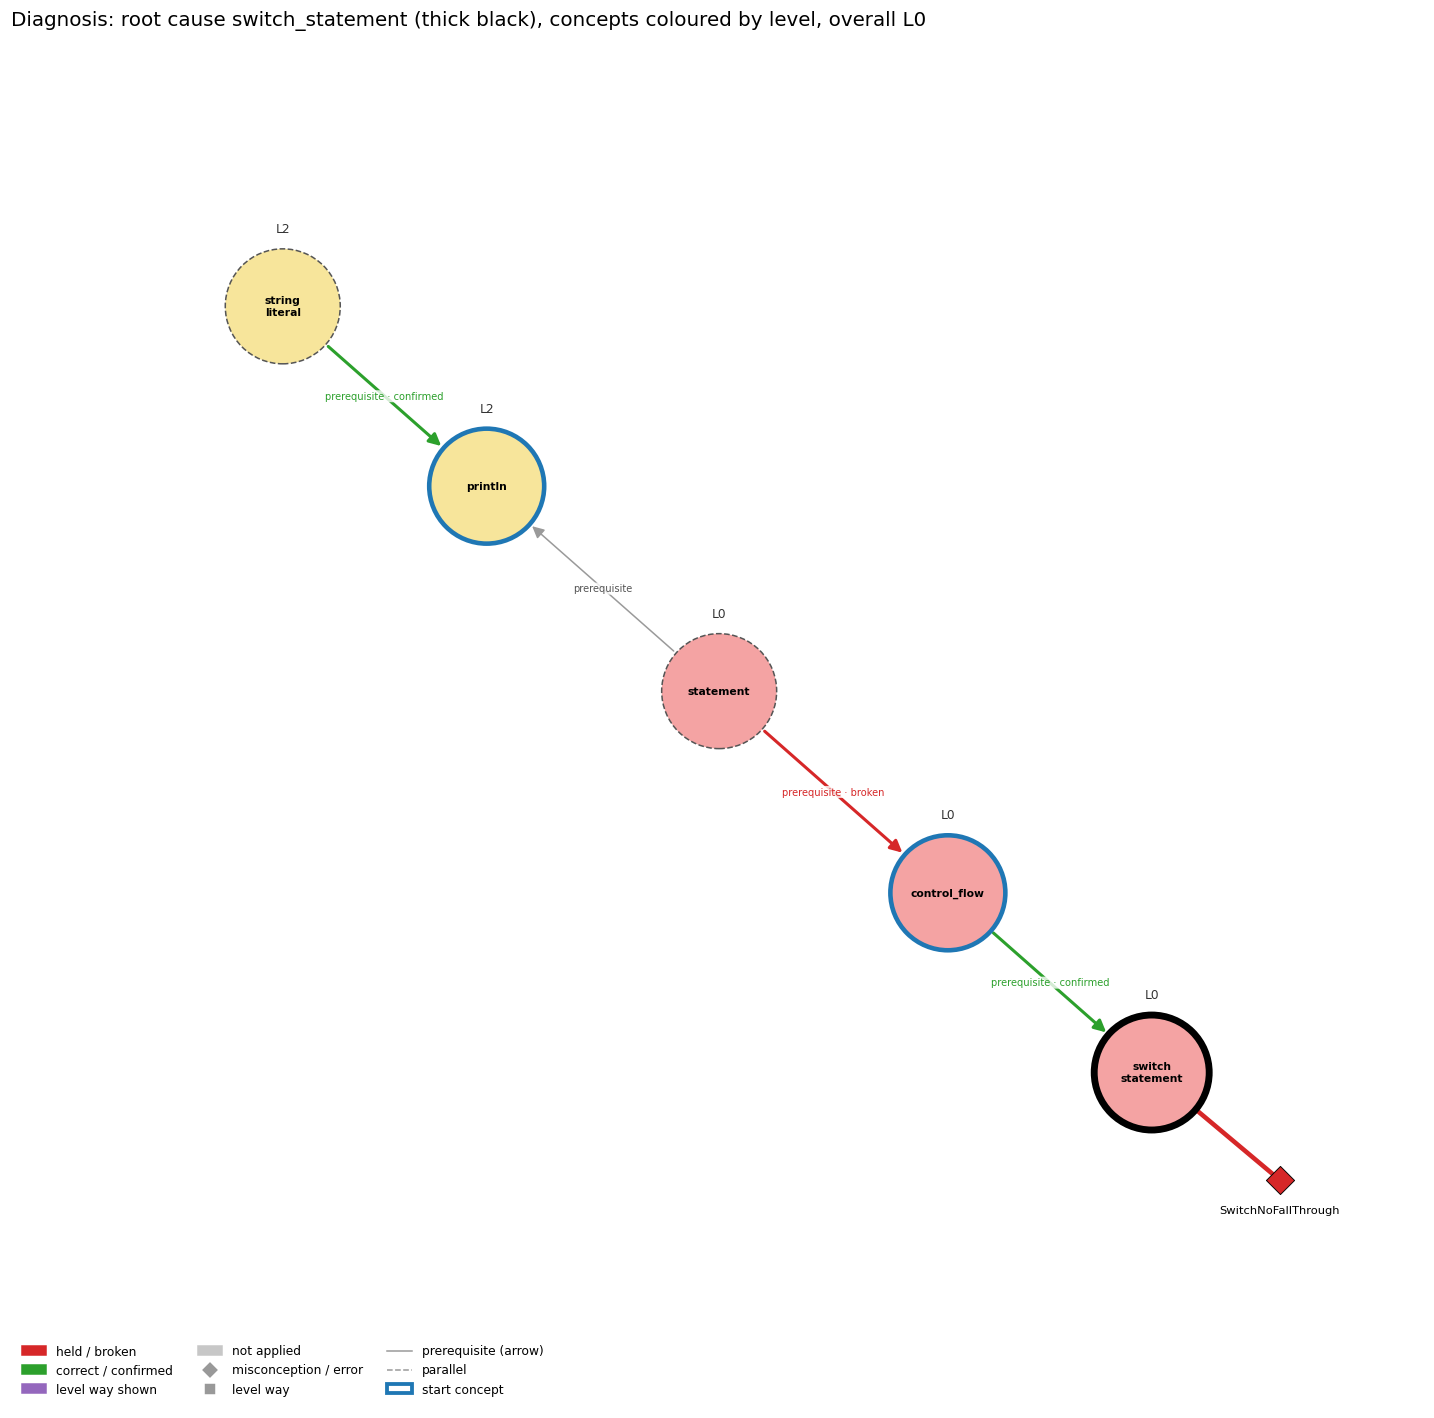 Diagnosis: root cause switch_statement (thick black), concepts coloured by level, overall L0
L2
string
literal
prerequisite · confirmed
L2
println
prerequisite
L0
statement
prerequisite · broken
L0
control_flow
prerequisite · confirmed
L0
switch
statement
SwitchNoFallThrough
held / broken
correct / confirmed
level way shown
not applied
misconception / error
level way
prerequisite (arrow)
parallel
start concept